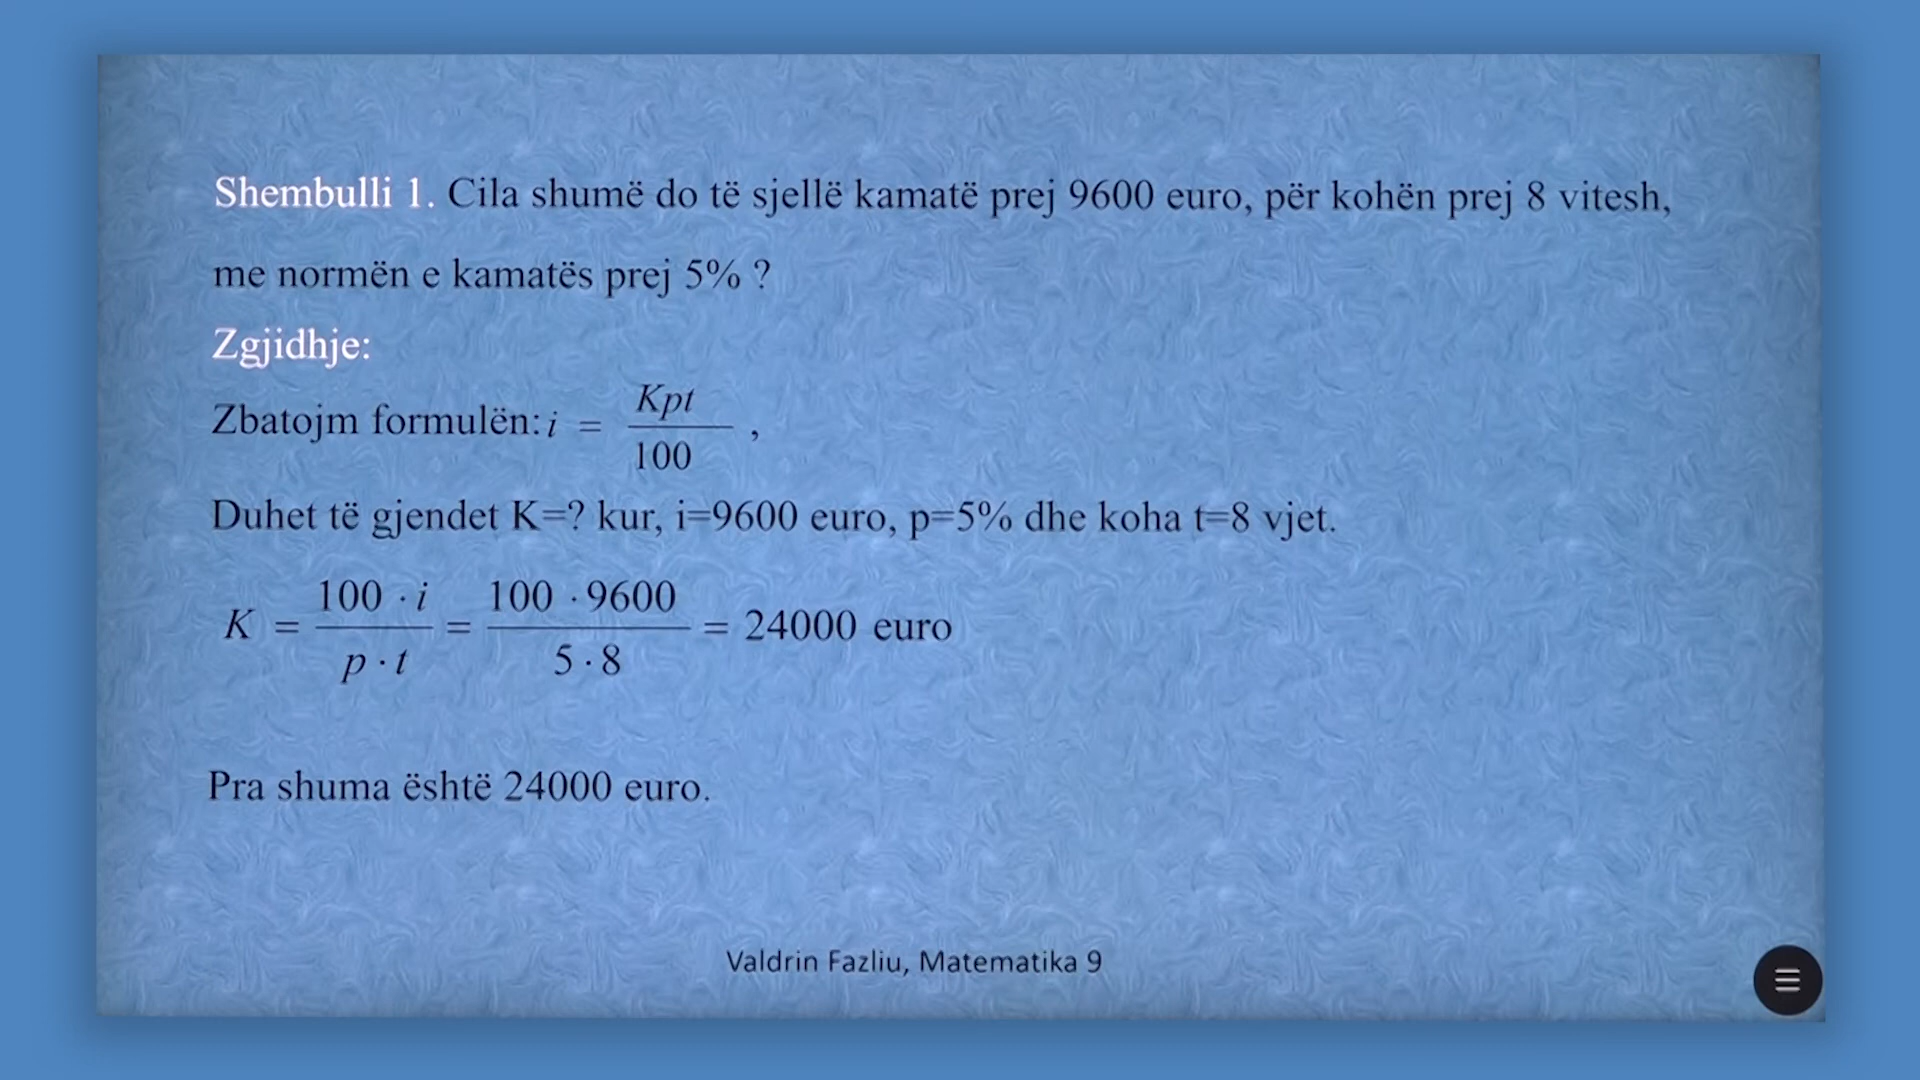 Shembulli 1. Cila shumë do të sjellë kamatë prej 9600 euro, për kohën prej 8 vitesh,
me normën e kamatës prej 5% ?
Zgjidhje:
Zbatojm formulën: i = Kpt / 100 ,
Duhet të gjendet K=? kur, i=9600 euro, p=5% dhe koha t=8 vjet.
K = 100 · i / p · t = 100 · 9600 / 5 · 8 = 24000 euro
Pra shuma është 24000 euro.
Valdrin Fazliu, Matematika 9